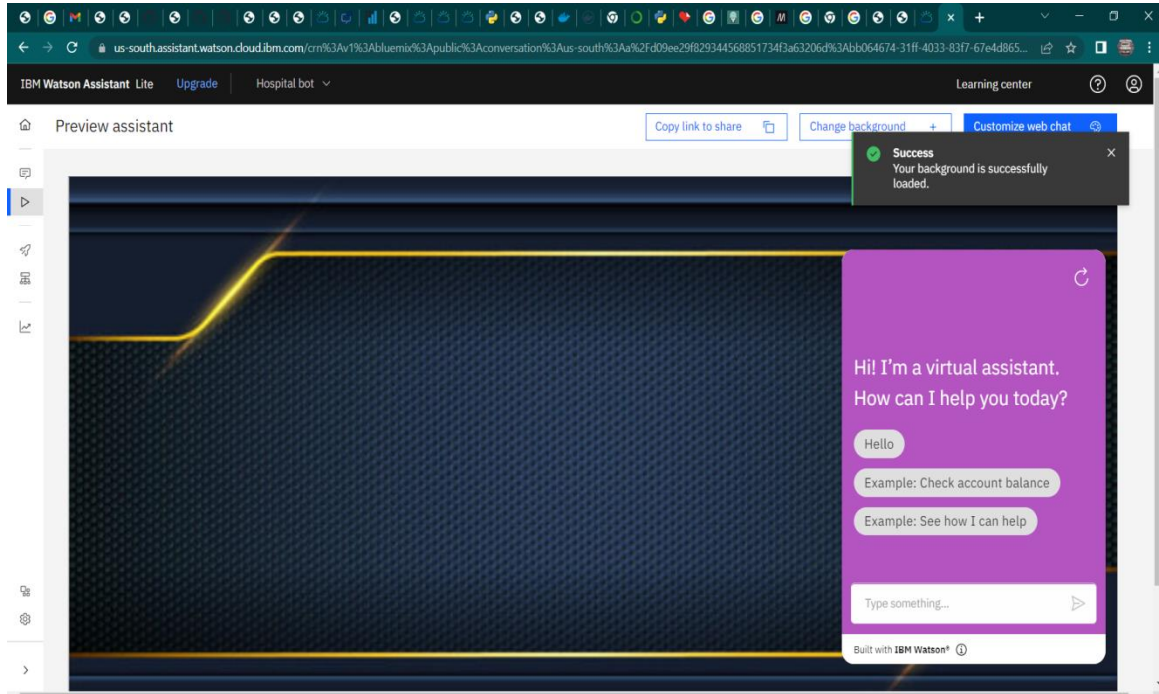 us-south.assistant.watson.cloud.ibm.com/crn%3Av1%3Abluemix%3Apublic%3Aconversation%3Aus-south%3Aa%2Fd09ee29f829344568851734f3a63206d%3Abb064674-31ff-4033-83f7-67e4d865...
IBM Watson Assistant Lite Upgrade Hospital bot Learning center
Preview assistant Copy link to share Change background + Customize web chat
Success
Your background is successfully
loaded.
Hi! I'm a virtual assistant.
How can I help you today?
Hello
Example: Check account balance
Example: See how I can help
Type something...
Built with IBM Watson®